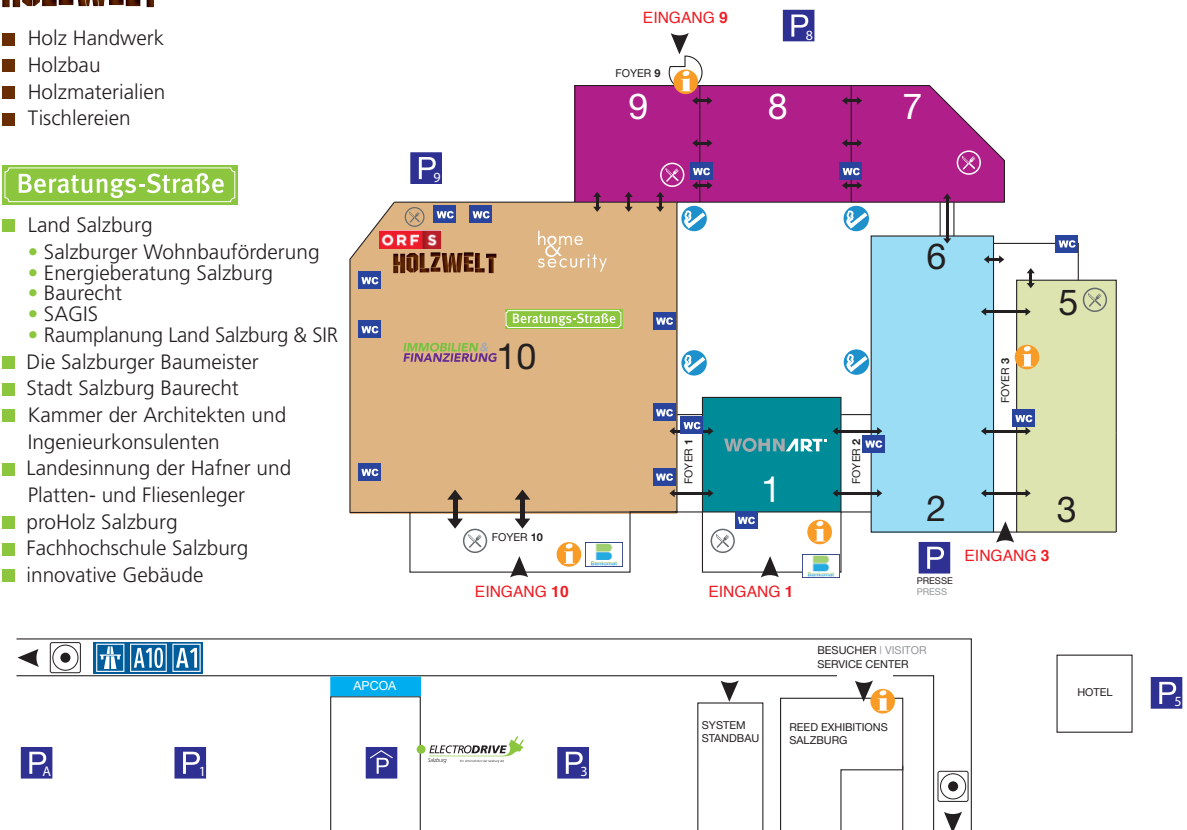 HOLZWELT
Holz Handwerk
Holzbau
Holzmaterialien
Tischlereien
Beratungs-Straße
Land Salzburg
• Salzburger Wohnbauförderung
• Energieberatung Salzburg
• Baurecht
• SAGIS
• Raumplanung Land Salzburg & SIR
Die Salzburger Baumeister
Stadt Salzburg Baurecht
Kammer der Architekten und
Ingenieurkonsulenten
Landesinnung der Hafner und
Platten- und Fliesenleger
proHolz Salzburg
Fachhochschule Salzburg
innovative Gebäude
EINGANG 9
P8
FOYER 9
i
9
8
7
WC
WC
P9
WC
WC
ORF S
HOLZWELT
home
&
security
WC
WC
Beratungs-Straße
WC
IMMOBILIEN &
FINANZIERUNG
10
WC
WC
WC
WC
FOYER 1
WOHNART
1
FOYER 2
WC
6
WC
5
i
FOYER 3
WC
2
3
FOYER 10
i
Bankomat
WC
i
Bankomat
EINGANG 10
EINGANG 1
P
PRESSE
PRESS
EINGANG 3
A10
A1
BESUCHER | VISITOR
SERVICE CENTER
APCOA
SYSTEM
STANDBAU
i
REED EXHIBITIONS
SALZBURG
HOTEL
P5
PA
P1
P
ELECTRODRIVE
Salzburg
P3